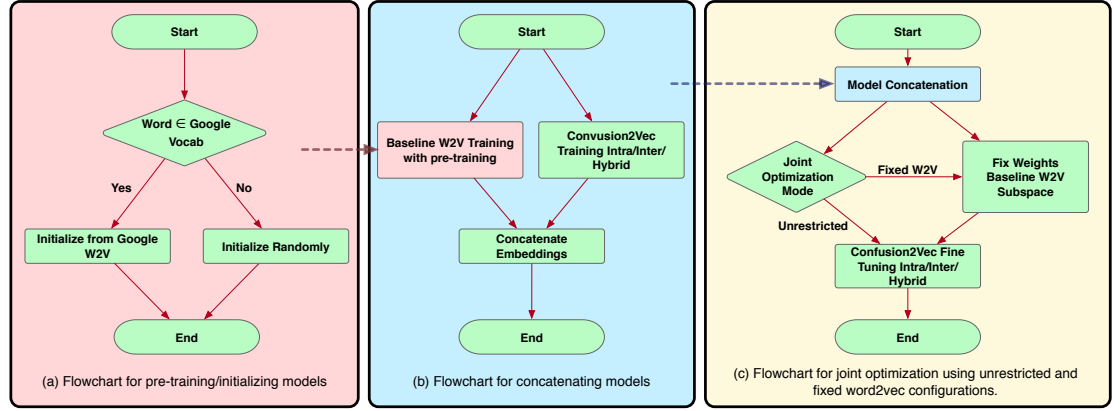 Start
Word ∈ Google
Vocab
Yes
No
Initialize from Google
W2V
Initialize Randomly
End
(a) Flowchart for pre-training/initializing models
Start
Baseline W2V Training
with pre-training
Convusion2Vec
Training Intra/Inter/
Hybrid
Concatenate
Embeddings
End
(b) Flowchart for concatenating models
Start
Model Concatenation
Joint
Optimization
Mode
Fixed W2V
Fix Weights
Baseline W2V
Subspace
Unrestricted
Confusion2Vec Fine
Tuning Intra/Inter/
Hybrid
End
(c) Flowchart for joint optimization using unrestricted and
fixed word2vec configurations.